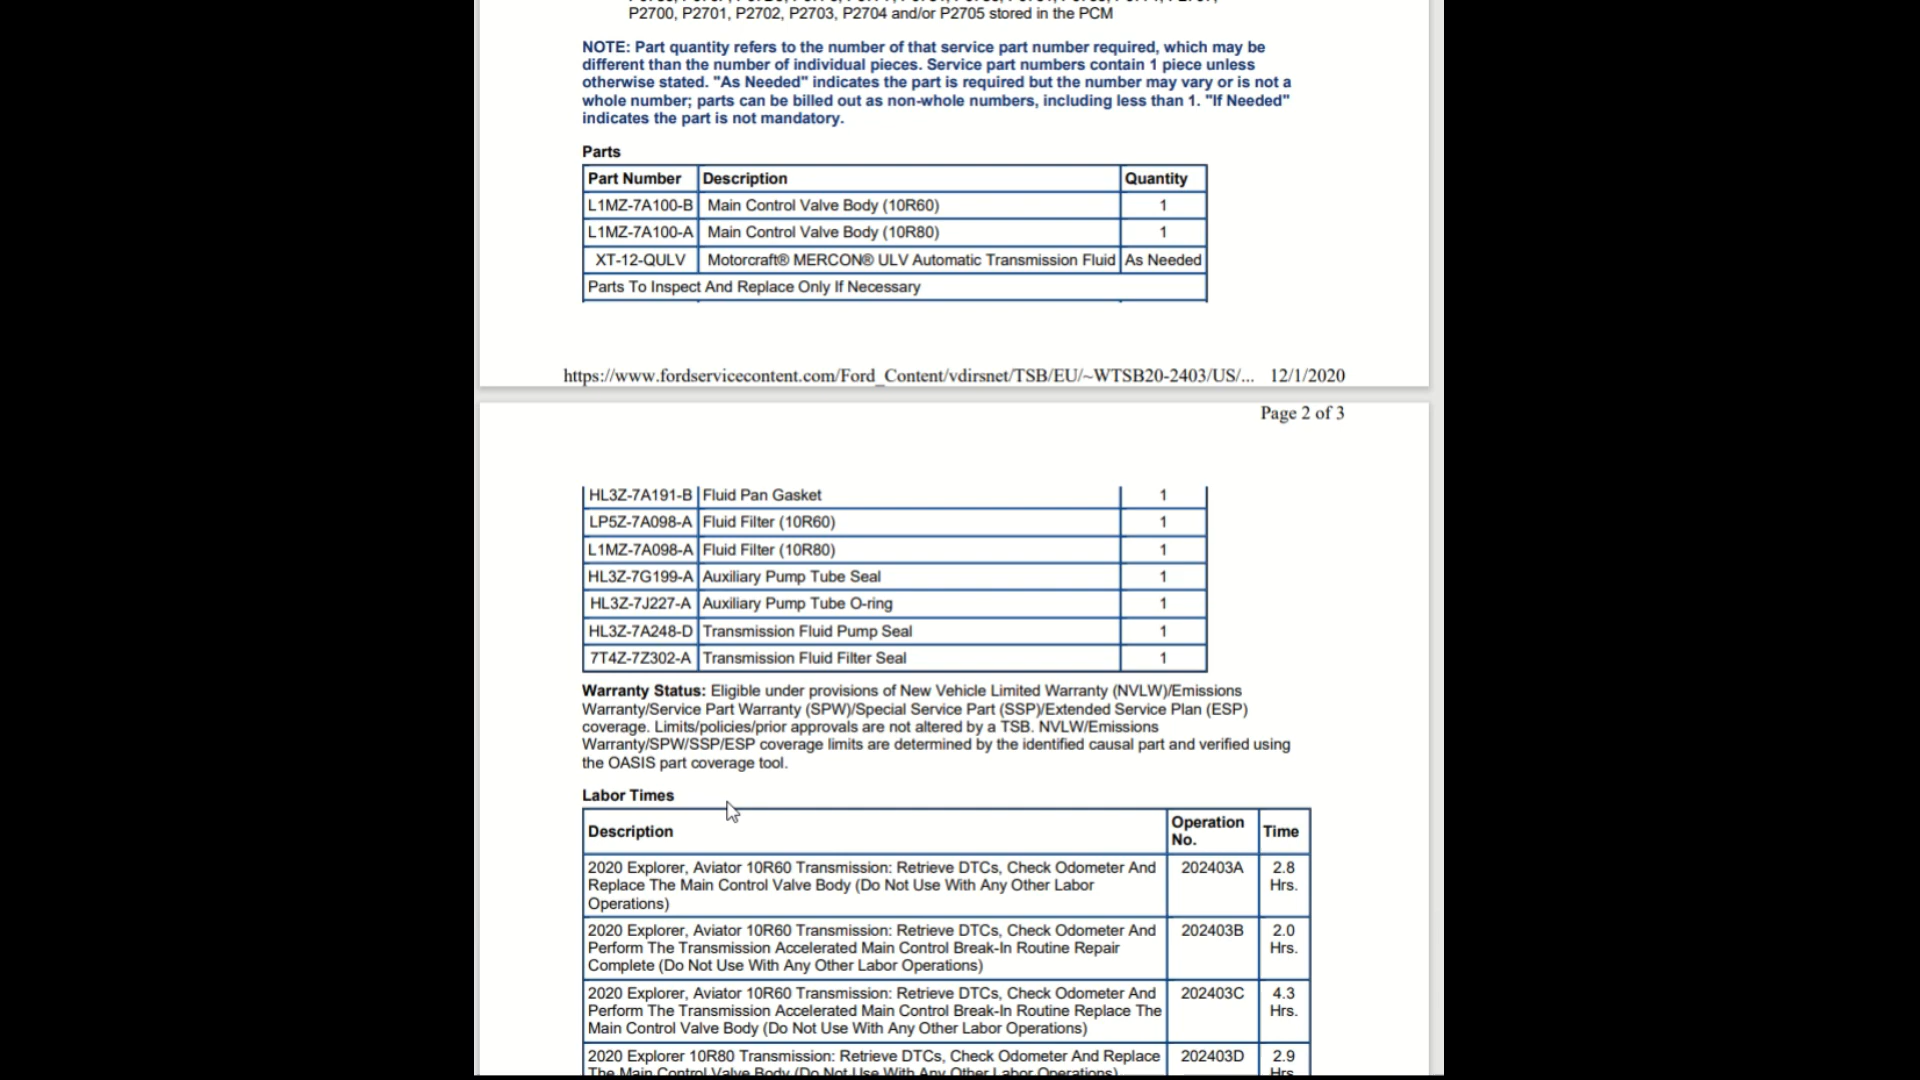 P2700, P2701, P2702, P2703, P2704 and/or P2705 stored in the PCM
NOTE: Part quantity refers to the number of that service part number required, which may be
different than the number of individual pieces. Service part numbers contain 1 piece unless
otherwise stated. "As Needed" indicates the part is required but the number may vary or is not a
whole number; parts can be billed out as non-whole numbers, including less than 1. "If Needed"
indicates the part is not mandatory.
Parts
Part Number Description Quantity
L1MZ-7A100-B Main Control Valve Body (10R60) 1
L1MZ-7A100-A Main Control Valve Body (10R80) 1
XT-12-QULV Motorcraft® MERCON® ULV Automatic Transmission Fluid As Needed
Parts To Inspect And Replace Only If Necessary
https://www.fordservicecontent.com/Ford_Content/vdirsnet/TSB/EU/~WTSB20-2403/US/... 12/1/2020
Page 2 of 3
HL3Z-7A191-B Fluid Pan Gasket 1
LP5Z-7A098-A Fluid Filter (10R60) 1
L1MZ-7A098-A Fluid Filter (10R80) 1
HL3Z-7G199-A Auxiliary Pump Tube Seal 1
HL3Z-7J227-A Auxiliary Pump Tube O-ring 1
HL3Z-7A248-D Transmission Fluid Pump Seal 1
7T4Z-7Z302-A Transmission Fluid Filter Seal 1
Warranty Status: Eligible under provisions of New Vehicle Limited Warranty (NVLW)/Emissions
Warranty/Service Part Warranty (SPW)/Special Service Part (SSP)/Extended Service Plan (ESP)
coverage. Limits/policies/prior approvals are not altered by a TSB. NVLW/Emissions
Warranty/SPW/SSP/ESP coverage limits are determined by the identified causal part and verified using
the OASIS part coverage tool.
Labor Times
Description Operation No. Time
2020 Explorer, Aviator 10R60 Transmission: Retrieve DTCs, Check Odometer And 202403A 2.8
Replace The Main Control Valve Body (Do Not Use With Any Other Labor Hrs.
Operations)
2020 Explorer, Aviator 10R60 Transmission: Retrieve DTCs, Check Odometer And 202403B 2.0
Perform The Transmission Accelerated Main Control Break-In Routine Repair Hrs.
Complete (Do Not Use With Any Other Labor Operations)
2020 Explorer, Aviator 10R60 Transmission: Retrieve DTCs, Check Odometer And 202403C 4.3
Perform The Transmission Accelerated Main Control Break-In Routine Replace The Hrs.
Main Control Valve Body (Do Not Use With Any Other Labor Operations)
2020 Explorer 10R80 Transmission: Retrieve DTCs, Check Odometer And Replace 202403D 2.9
The Main Control Valve Body (Do Not Use With Any Other Labor Operations) Hrs.